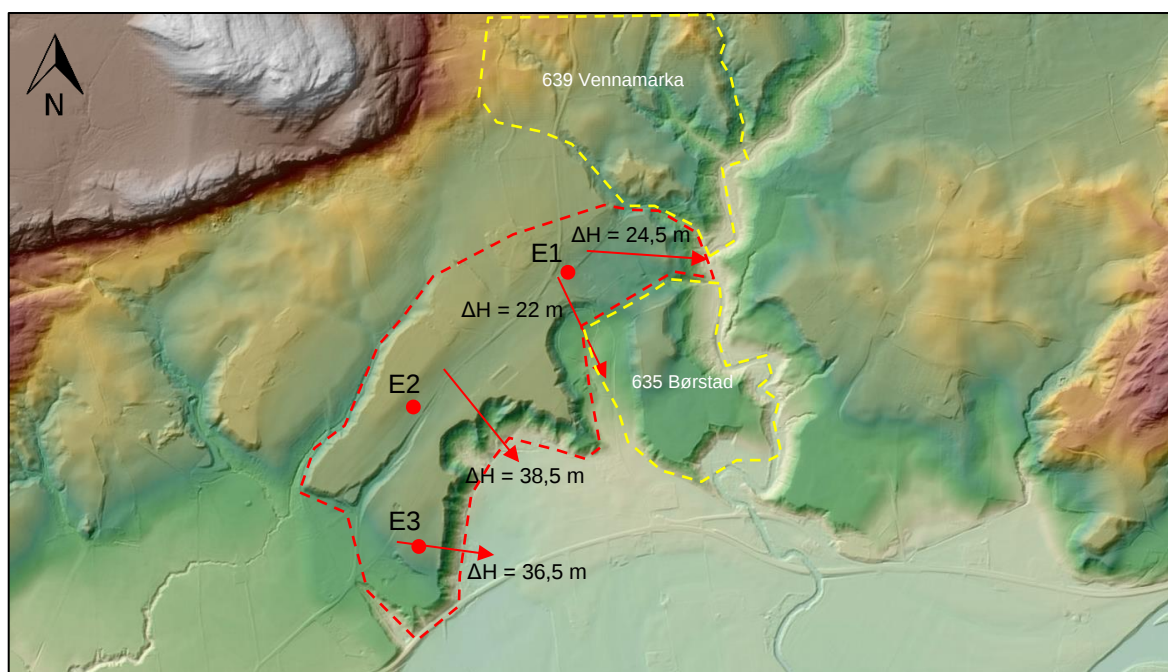 639 Vennamarka
N
ΔH = 24,5 m
E1
ΔH = 22 m
635 Børstad
E2
ΔH = 38,5 m
E3
ΔH = 36,5 m